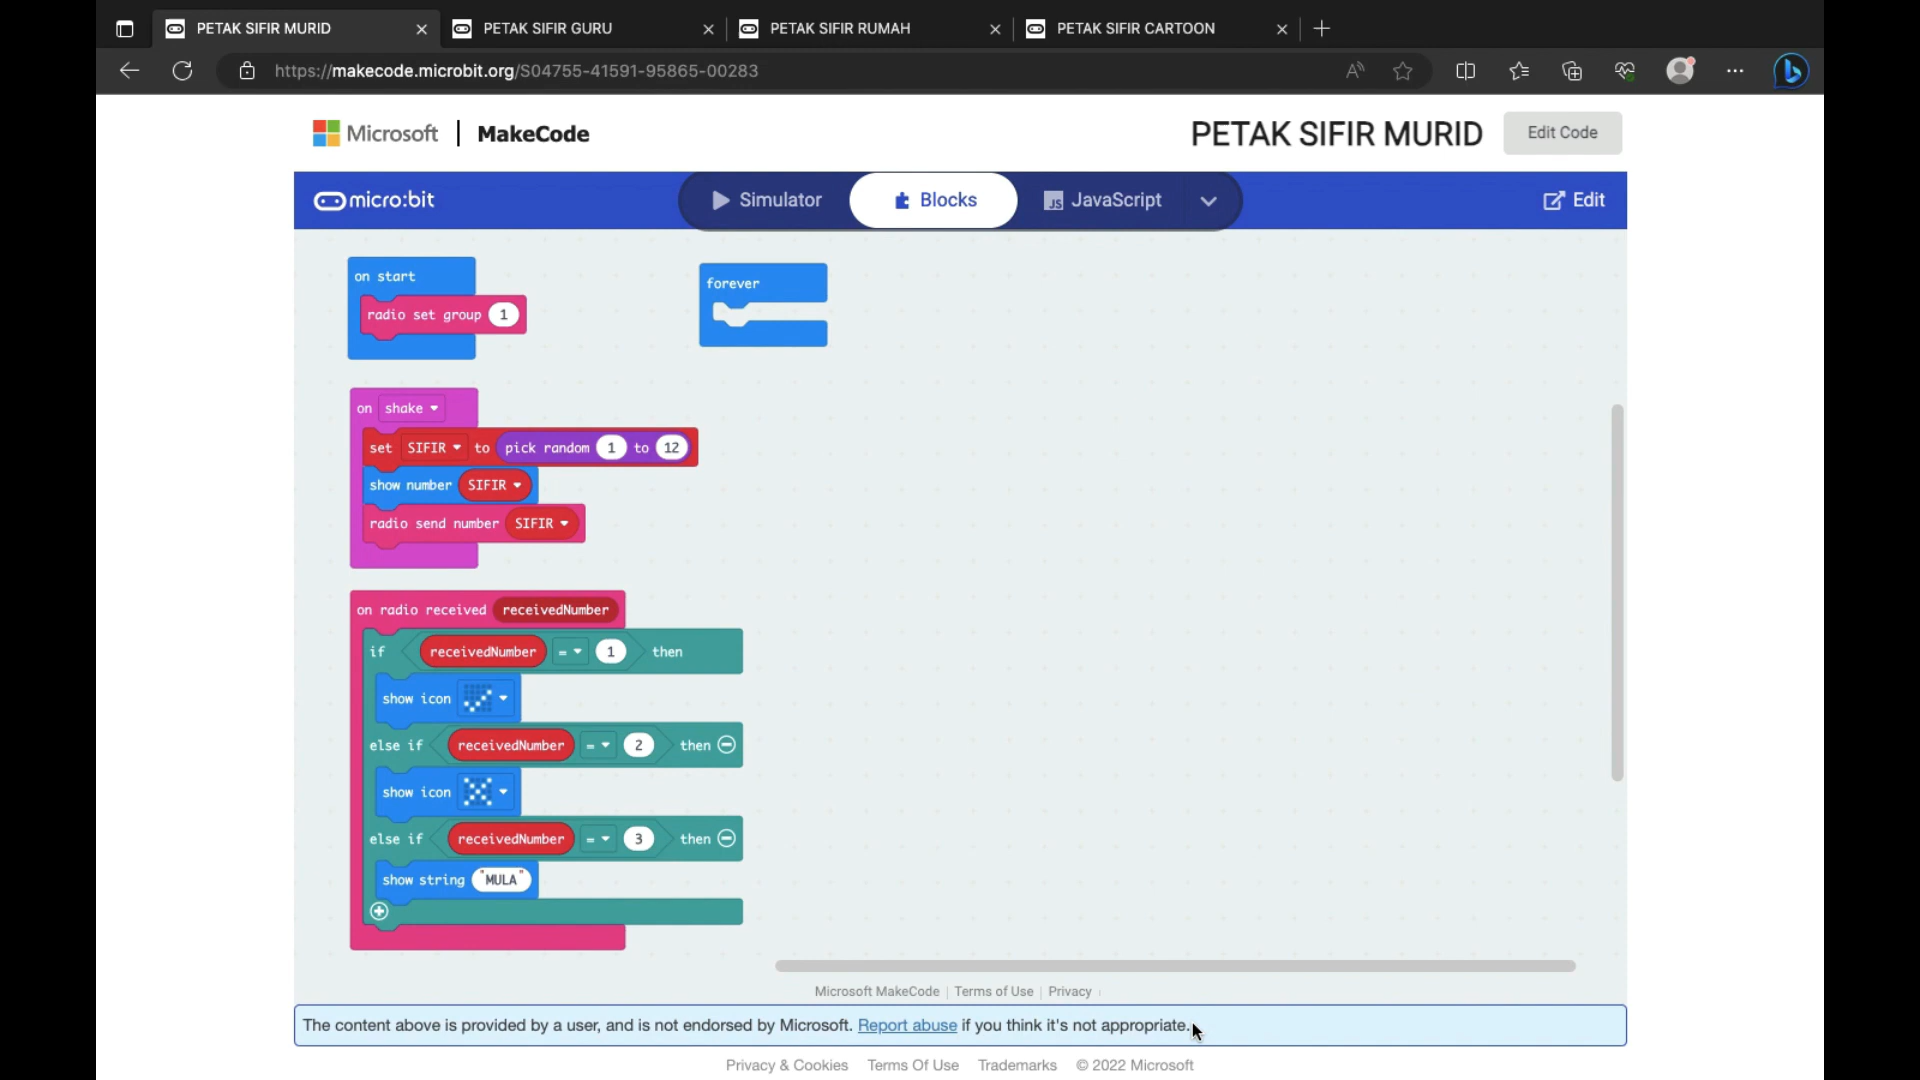 PETAK SIFIR MURID
PETAK SIFIR GURU
PETAK SIFIR RUMAH
PETAK SIFIR CARTOON
https://makecode.microbit.org/S04755-41591-95865-00283
Microsoft | MakeCode
PETAK SIFIR MURID
Edit Code
micro:bit
Simulator
Blocks
JS JavaScript
Edit
on start
radio set group 1
forever
on shake
set SIFIR to pick random 1 to 12
show number SIFIR
radio send number SIFIR
on radio received receivedNumber
if receivedNumber = 1 then
show icon
else if receivedNumber = 2 then
show icon
else if receivedNumber = 3 then
show string "MULA"
Microsoft MakeCode | Terms of Use | Privacy
The content above is provided by a user, and is not endorsed by Microsoft. Report abuse if you think it's not appropriate.
Privacy & Cookies Terms Of Use Trademarks © 2022 Microsoft